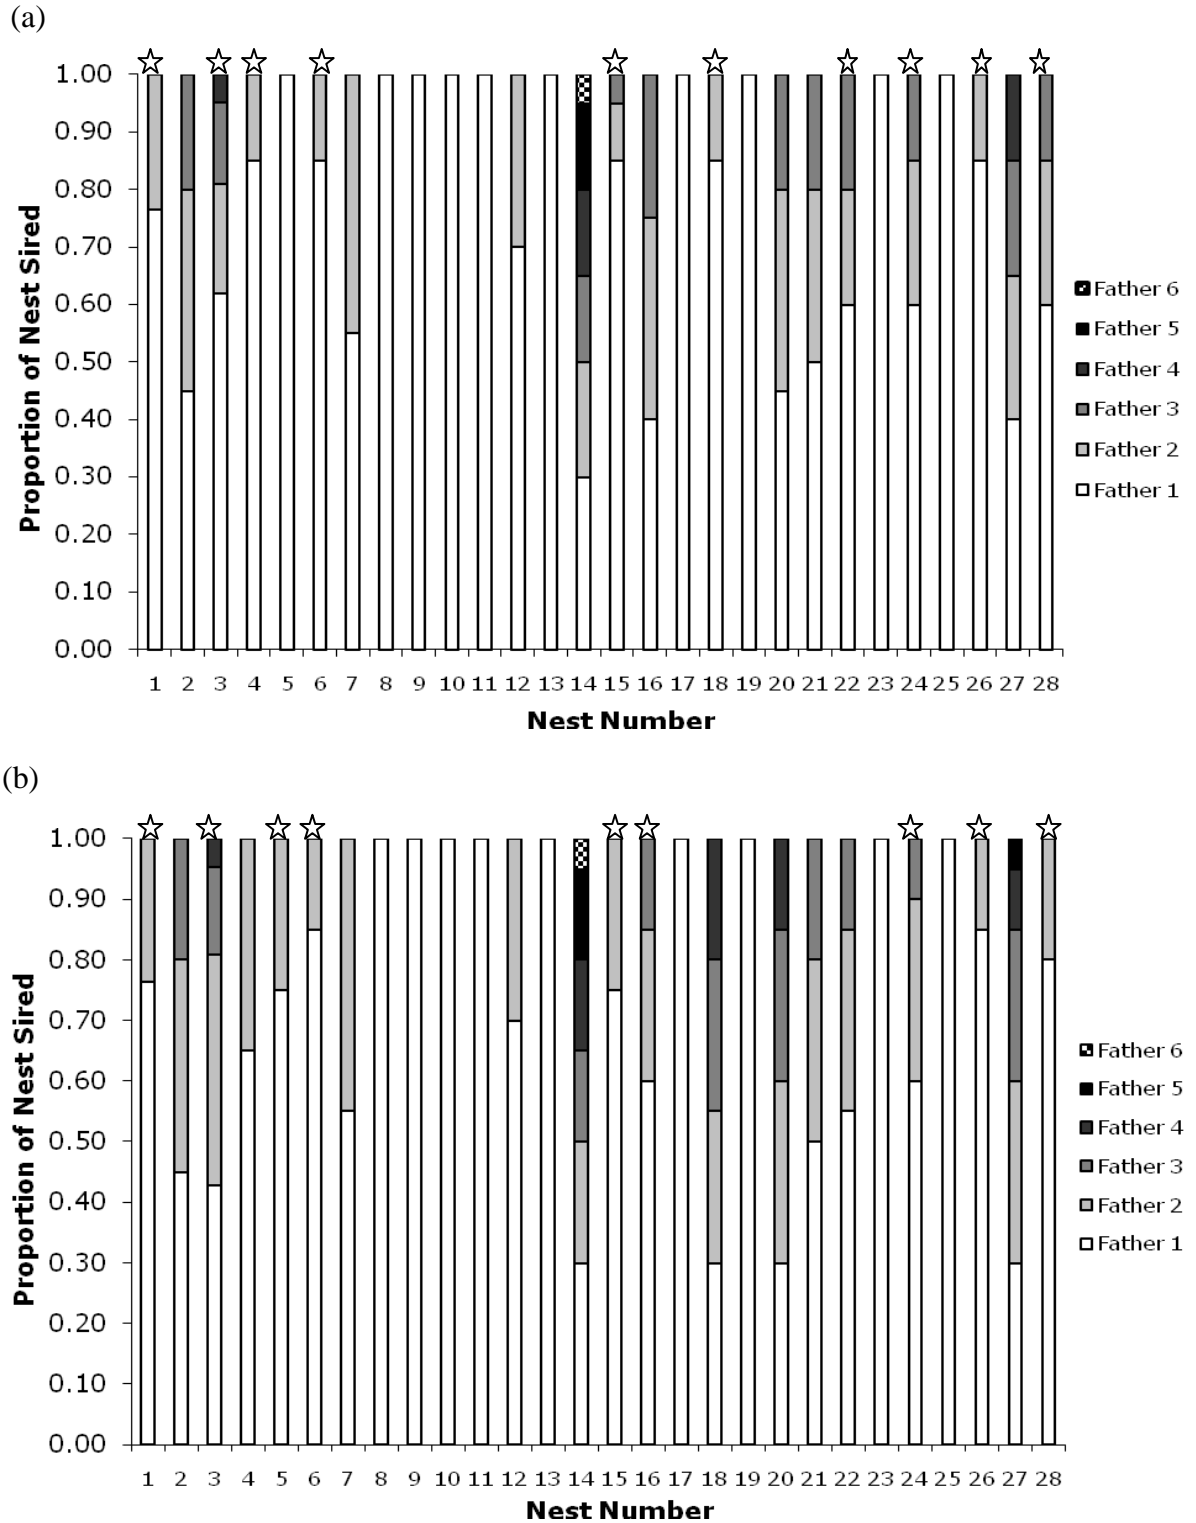 (a)
1.00
0.90
0.80
0.70
0.60
0.50
0.40
0.30
0.20
0.10
0.00
Proportion of Nest Sired
1 2 3 4 5 6 7 8 9 10 11 12 13 14 15 16 17 18 19 20 21 22 23 24 25 26 27 28
Nest Number
Father 6
Father 5
Father 4
Father 3
Father 2
Father 1
(b)
1.00
0.90
0.80
0.70
0.60
0.50
0.40
0.30
0.20
0.10
0.00
Proportion of Nest Sired
1 2 3 4 5 6 7 8 9 10 11 12 13 14 15 16 17 18 19 20 21 22 23 24 25 26 27 28
Nest Number
Father 6
Father 5
Father 4
Father 3
Father 2
Father 1